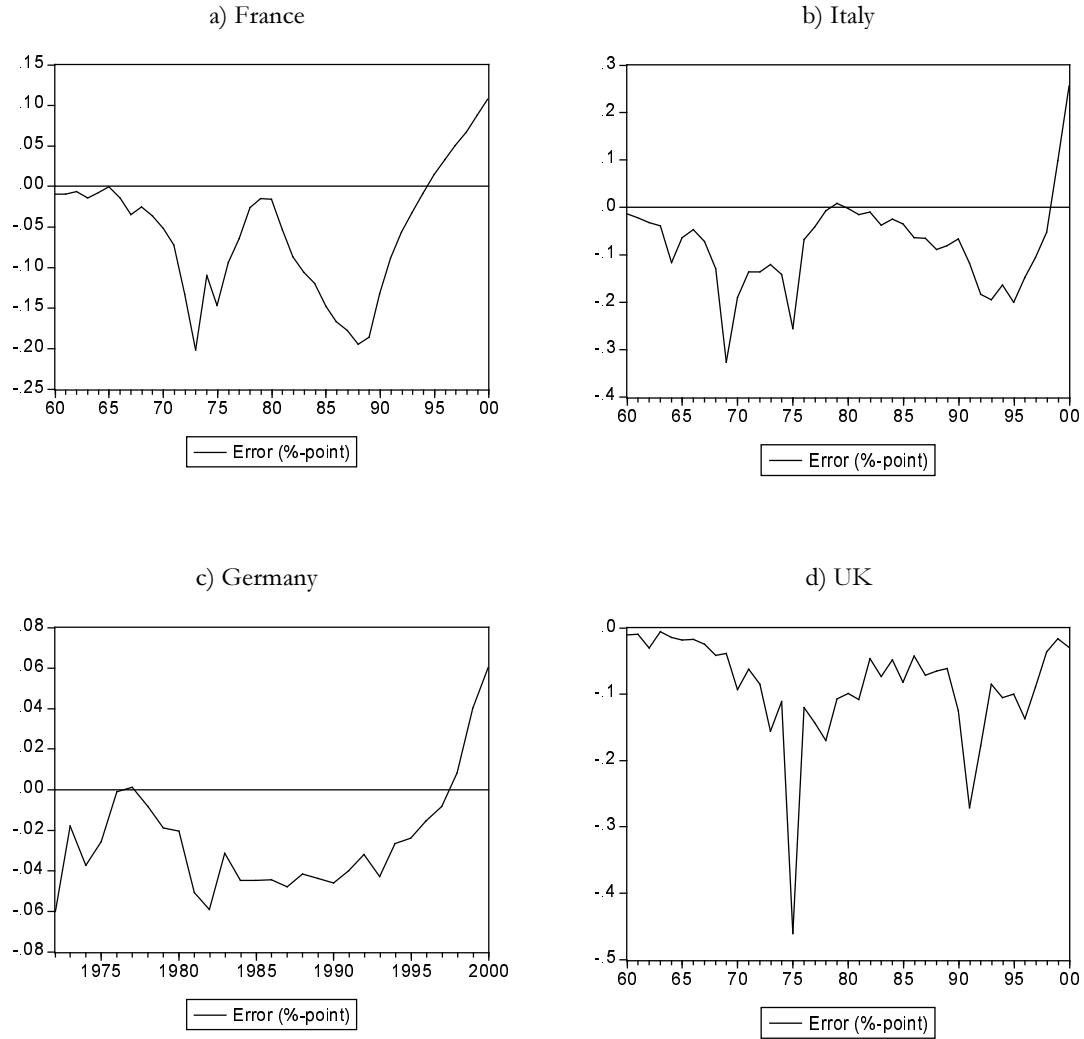 a) France
.15
.10
.05
.00
-.05
-.10
-.15
-.20
-.25
60 65 70 75 80 85 90 95 00
Error (%-point)
b) Italy
.3
.2
.1
.0
-.1
-.2
-.3
-.4
60 65 70 75 80 85 90 95 00
Error (%-point)
c) Germany
.08
.06
.04
.02
.00
-.02
-.04
-.06
-.08
1975 1980 1985 1990 1995 2000
Error (%-point)
d) UK
.0
-.1
-.2
-.3
-.4
-.5
60 65 70 75 80 85 90 95 00
Error (%-point)